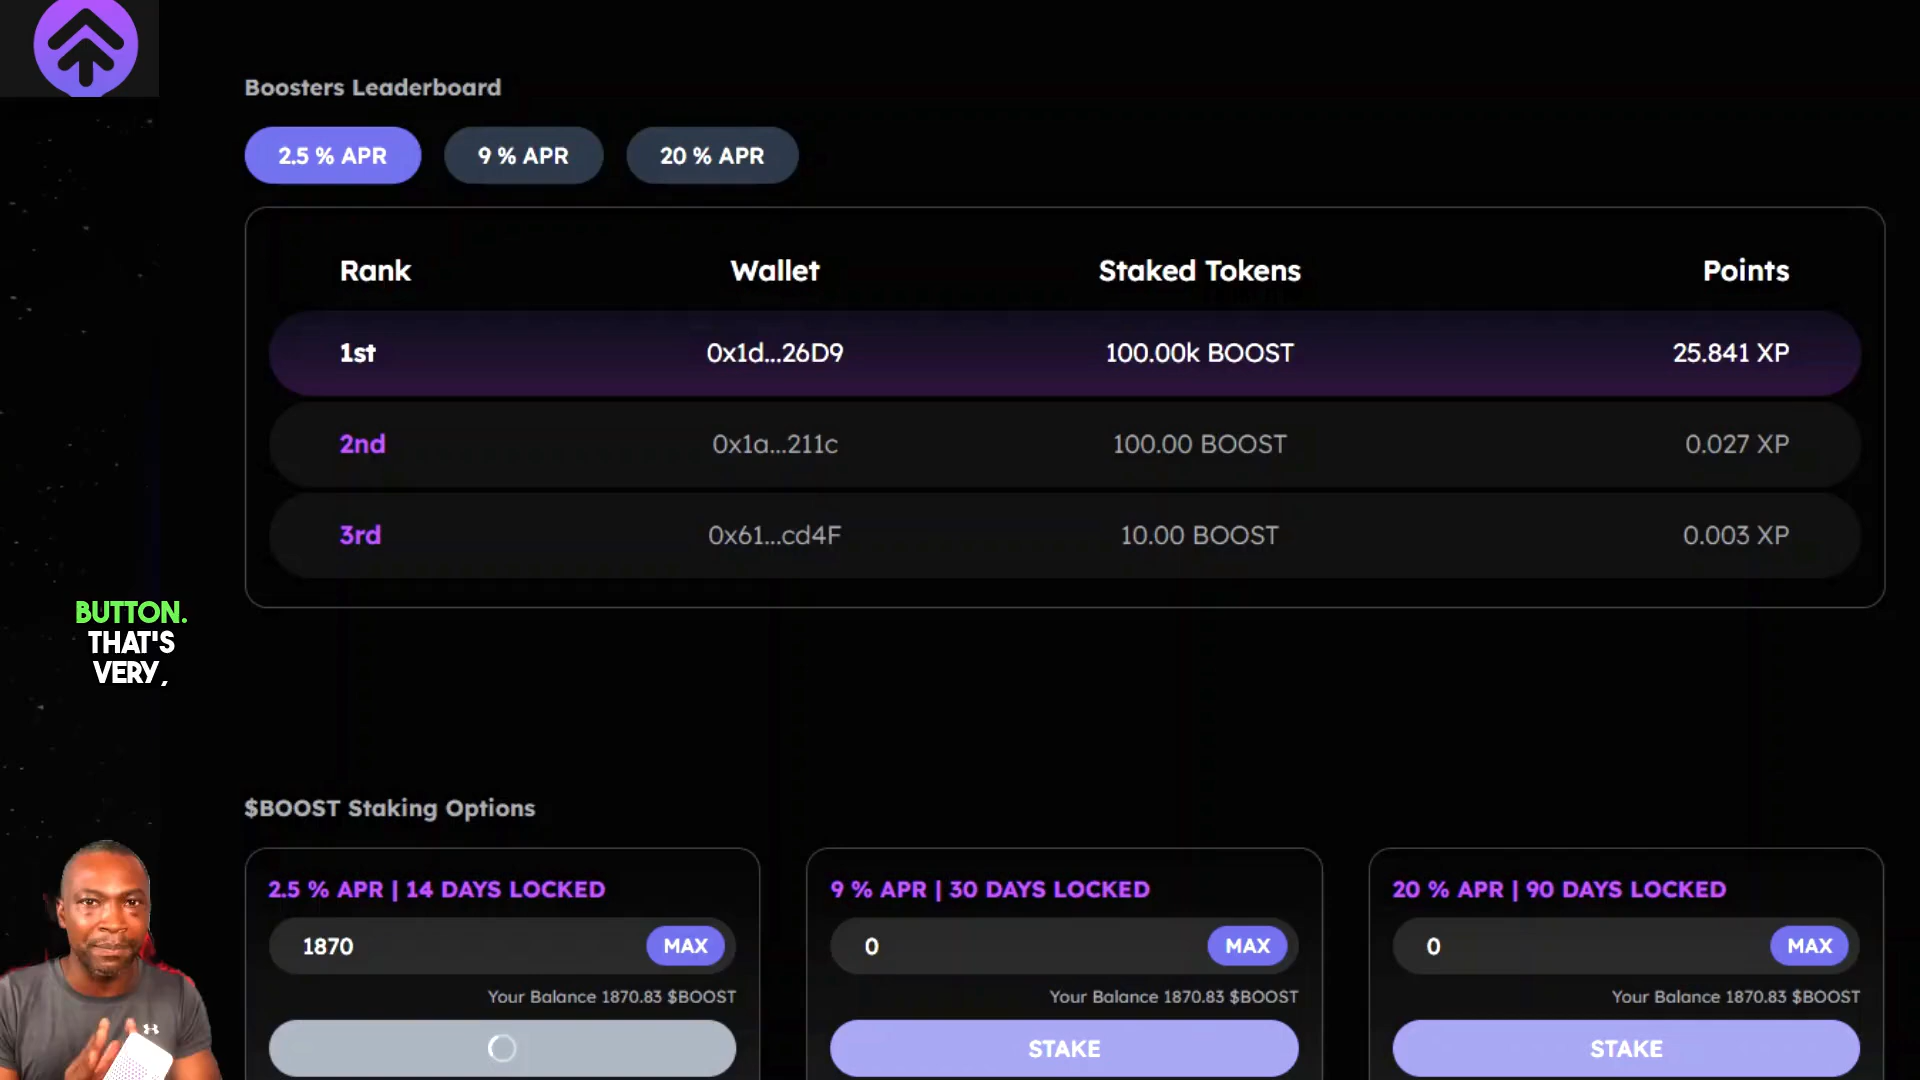 Boosters Leaderboard
2.5 % APR
9 % APR
20 % APR
Rank Wallet Staked Tokens Points
1st 0x1d...26D9 100.00k BOOST 25.841 XP
2nd 0x1a...211c 100.00 BOOST 0.027 XP
3rd 0x61...cd4F 10.00 BOOST 0.003 XP
BUTTON.
THAT'S
VERY,
$BOOST Staking Options
2.5 % APR | 14 DAYS LOCKED
1870 MAX
Your Balance 1870.83 $BOOST
9 % APR | 30 DAYS LOCKED
0 MAX
Your Balance 1870.83 $BOOST
STAKE
20 % APR | 90 DAYS LOCKED
0 MAX
Your Balance 1870.83 $BOOST
STAKE